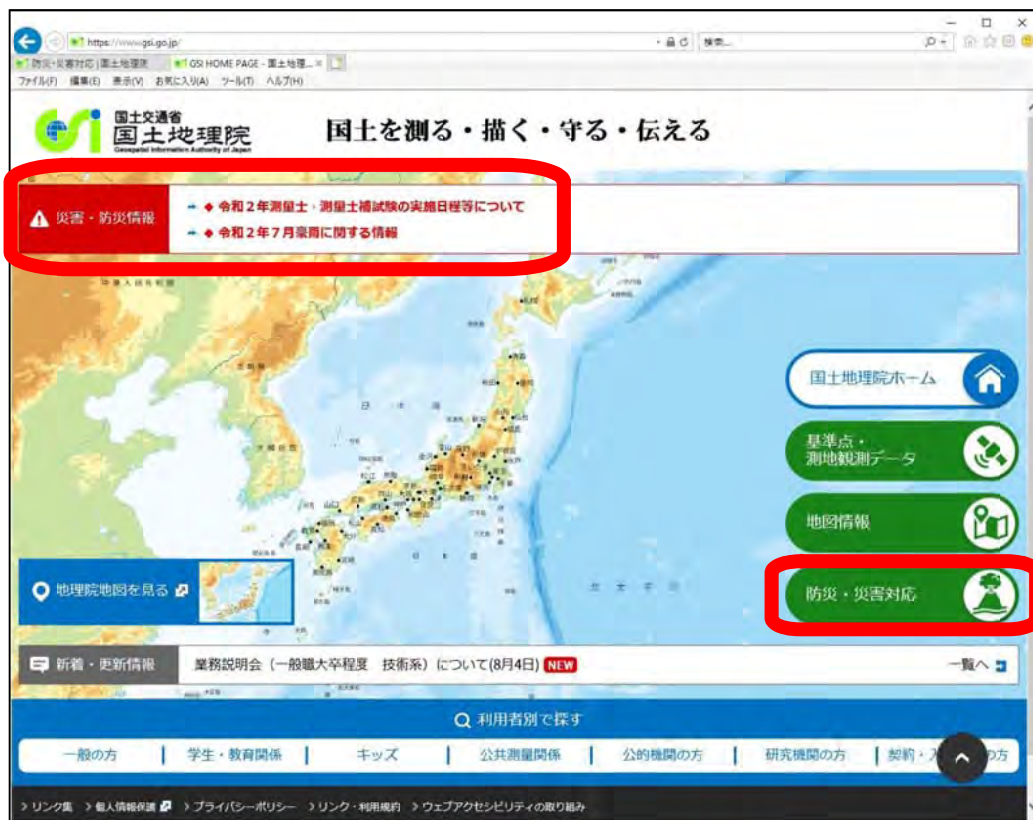 https://www.gsi.go.jp/
検索...
防災・災害対応 | 国土地理院
GSI HOME PAGE - 国土地理...
ファイル(F) 編集(E) 表示(V) お気に入り(A) ツール(T) ヘルプ(H)
国土交通省
国土地理院
Geospatial Information Authority of Japan
国土を測る・描く・守る・伝える
災害・防災情報
◆ 令和2年測量士・測量士補試験の実施日程等について
◆ 令和2年7月豪雨に関する情報
国土地理院ホーム
基準点・
測地観測データ
地図情報
防災・災害対応
地理院地図を見る
新着・更新情報
業務説明会(一般職大卒程度 技術系)について(8月4日) NEW
一覧へ
利用者別で探す
一般の方
学生・教育関係
キッズ
公共測量関係
公的機関の方
研究機関の方
契約・入
の方
リンク集
個人情報保護
プライバシーポリシー
リンク・利用規約
ウェブアクセシビリティの取り組み